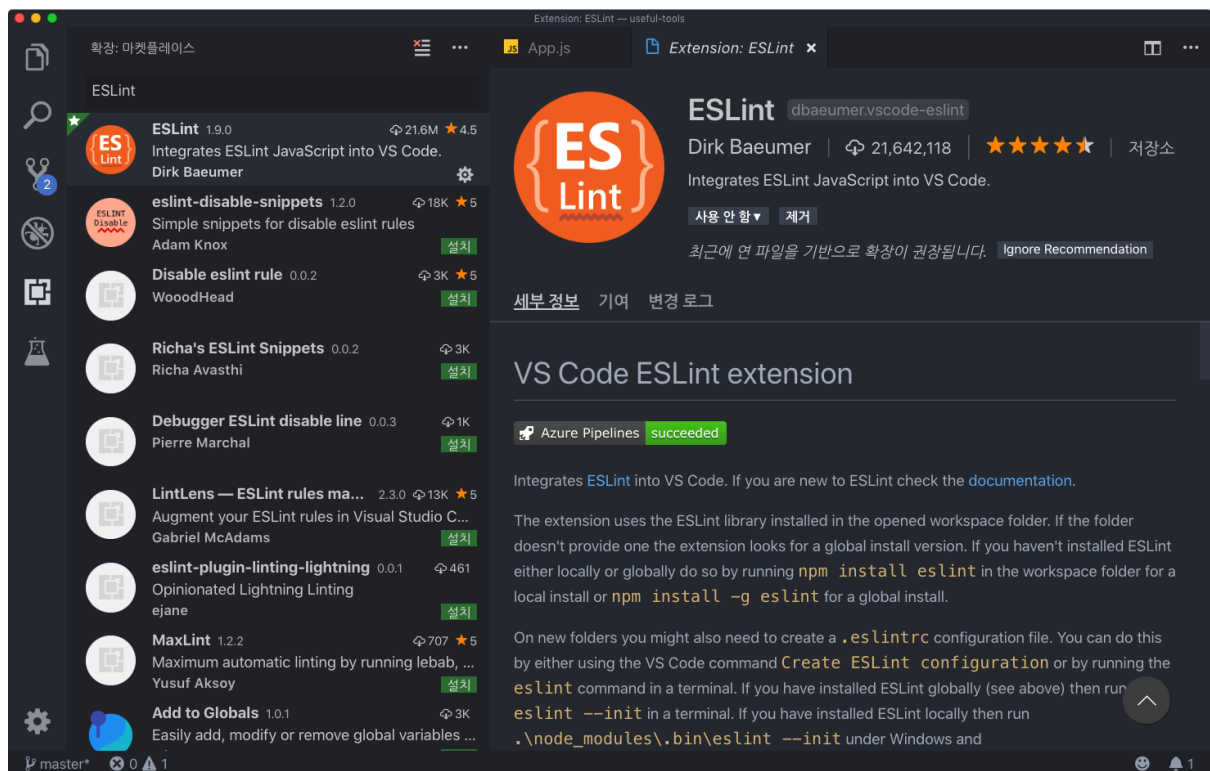 Extension: ESLint — useful-tools
확장: 마켓플레이스
ESLint
ES
Lint
ESLint 1.9.0 21.6M 4.5
Integrates ESLint JavaScript into VS Code.
Dirk Baeumer
ESLINT
Disable
eslint-disable-snippets 1.2.0 18K 5
Simple snippets for disable eslint rules
Adam Knox 설치
Disable eslint rule 0.0.2 3K 5
WooodHead 설치
Richa's ESLint Snippets 0.0.2 3K
Richa Avasthi 설치
Debugger ESLint disable line 0.0.3 1K
Pierre Marchal 설치
LintLens — ESLint rules ma... 2.3.0 13K 5
Augment your ESLint rules in Visual Studio C...
Gabriel McAdams 설치
eslint-plugin-linting-lightning 0.0.1 461
Opinionated Lightning Linting
ejane 설치
MaxLint 1.2.2 707 5
Maximum automatic linting by running lebab, ...
Yusuf Aksoy 설치
Add to Globals 1.0.1 3K
Easily add, modify or remove global variables ...
2
JS App.js
Extension: ESLint ×
{ES
Lint}
ESLint dbaeumer.vscode-eslint
Dirk Baeumer | 21,642,118 | 저장소
Integrates ESLint JavaScript into VS Code.
사용 안 함▼ 제거
최근에 연 파일을 기반으로 확장이 권장됩니다. Ignore Recommendation
세부 정보 기여 변경 로그
VS Code ESLint extension
Azure Pipelines succeeded
Integrates ESLint into VS Code. If you are new to ESLint check the documentation.
The extension uses the ESLint library installed in the opened workspace folder. If the folder
doesn't provide one the extension looks for a global install version. If you haven't installed ESLint
either locally or globally do so by running npm install eslint in the workspace folder for a
local install or npm install -g eslint for a global install.
On new folders you might also need to create a .eslintrc configuration file. You can do this
by either using the VS Code command Create ESLint configuration or by running the
eslint command in a terminal. If you have installed ESLint globally (see above) then run
eslint --init in a terminal. If you have installed ESLint locally then run
.\node_modules\.bin\eslint --init under Windows and
master* 0 1
1